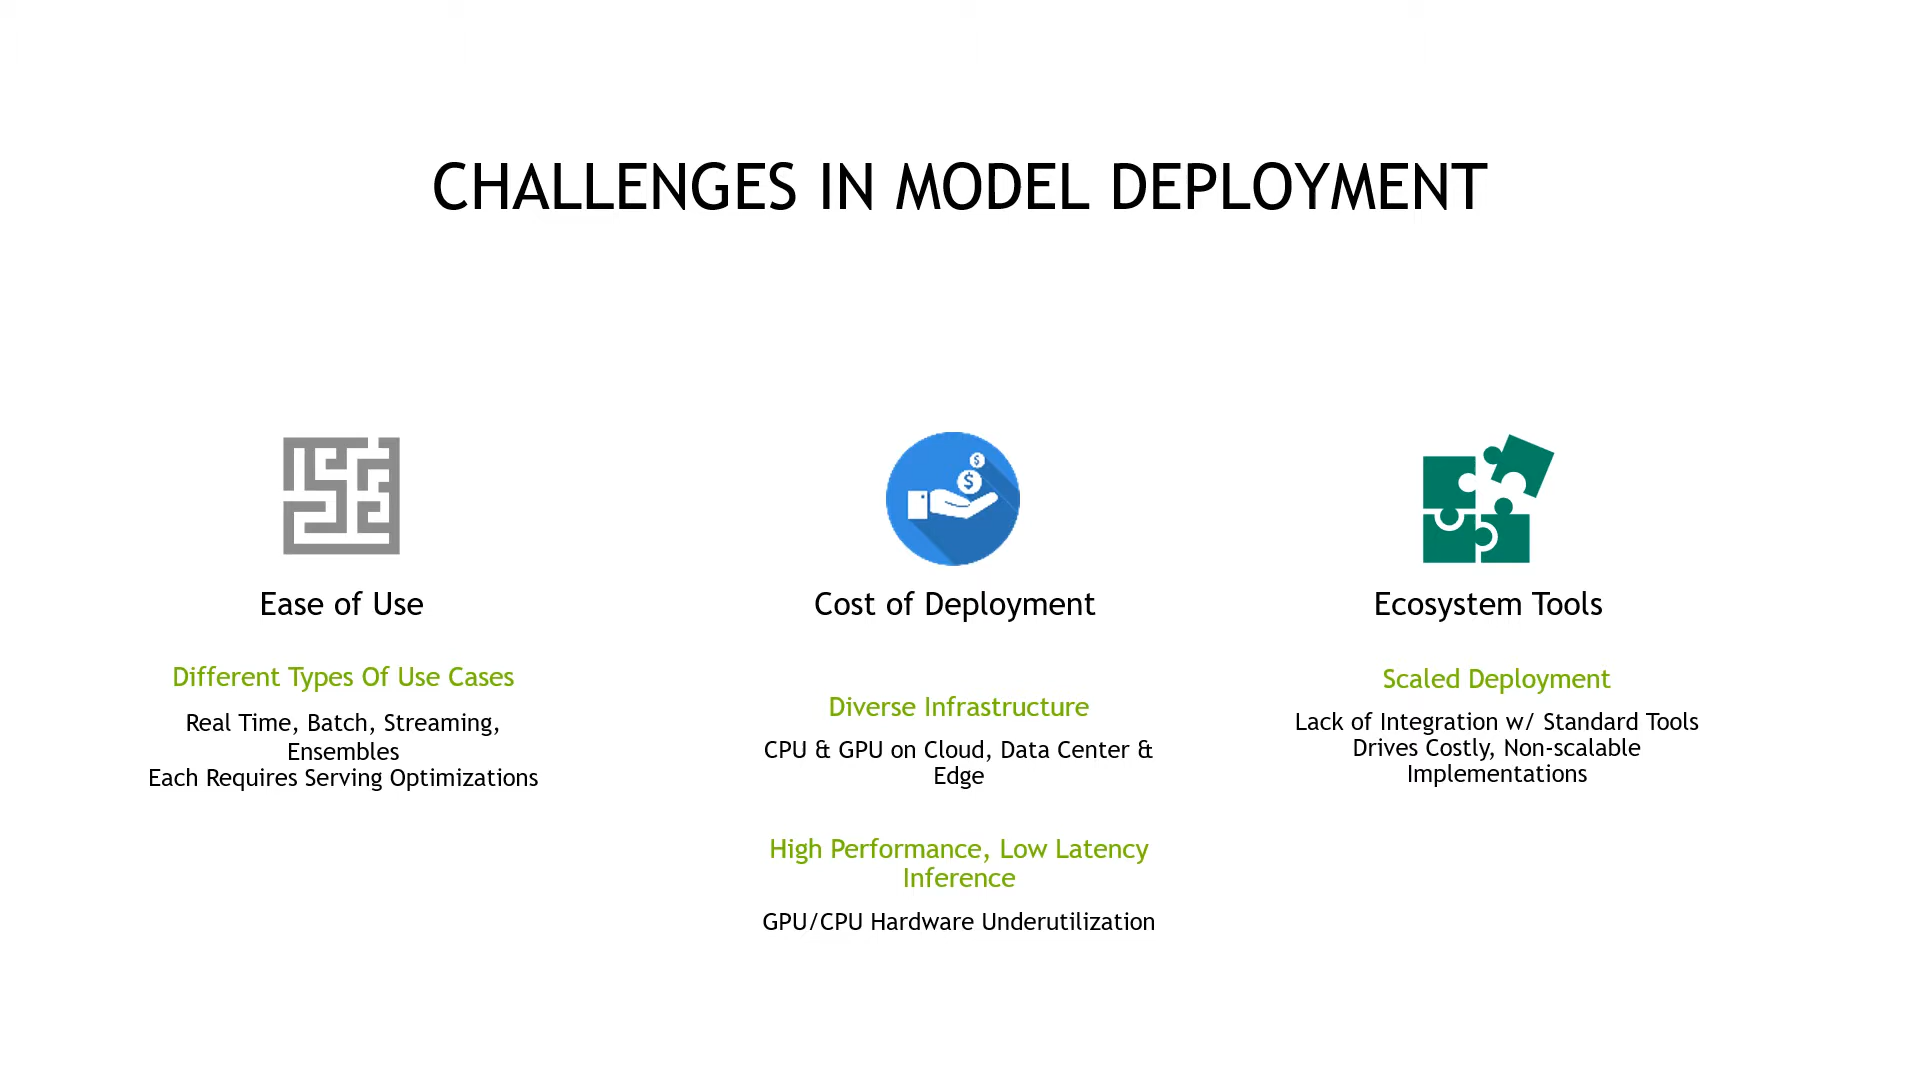 CHALLENGES IN MODEL DEPLOYMENT
Ease of Use
Different Types Of Use Cases
Real Time, Batch, Streaming,
Ensembles
Each Requires Serving Optimizations
$
$
Cost of Deployment
Diverse Infrastructure
CPU & GPU on Cloud, Data Center &
Edge
High Performance, Low Latency
Inference
GPU/CPU Hardware Underutilization
Ecosystem Tools
Scaled Deployment
Lack of Integration w/ Standard Tools
Drives Costly, Non-scalable
Implementations